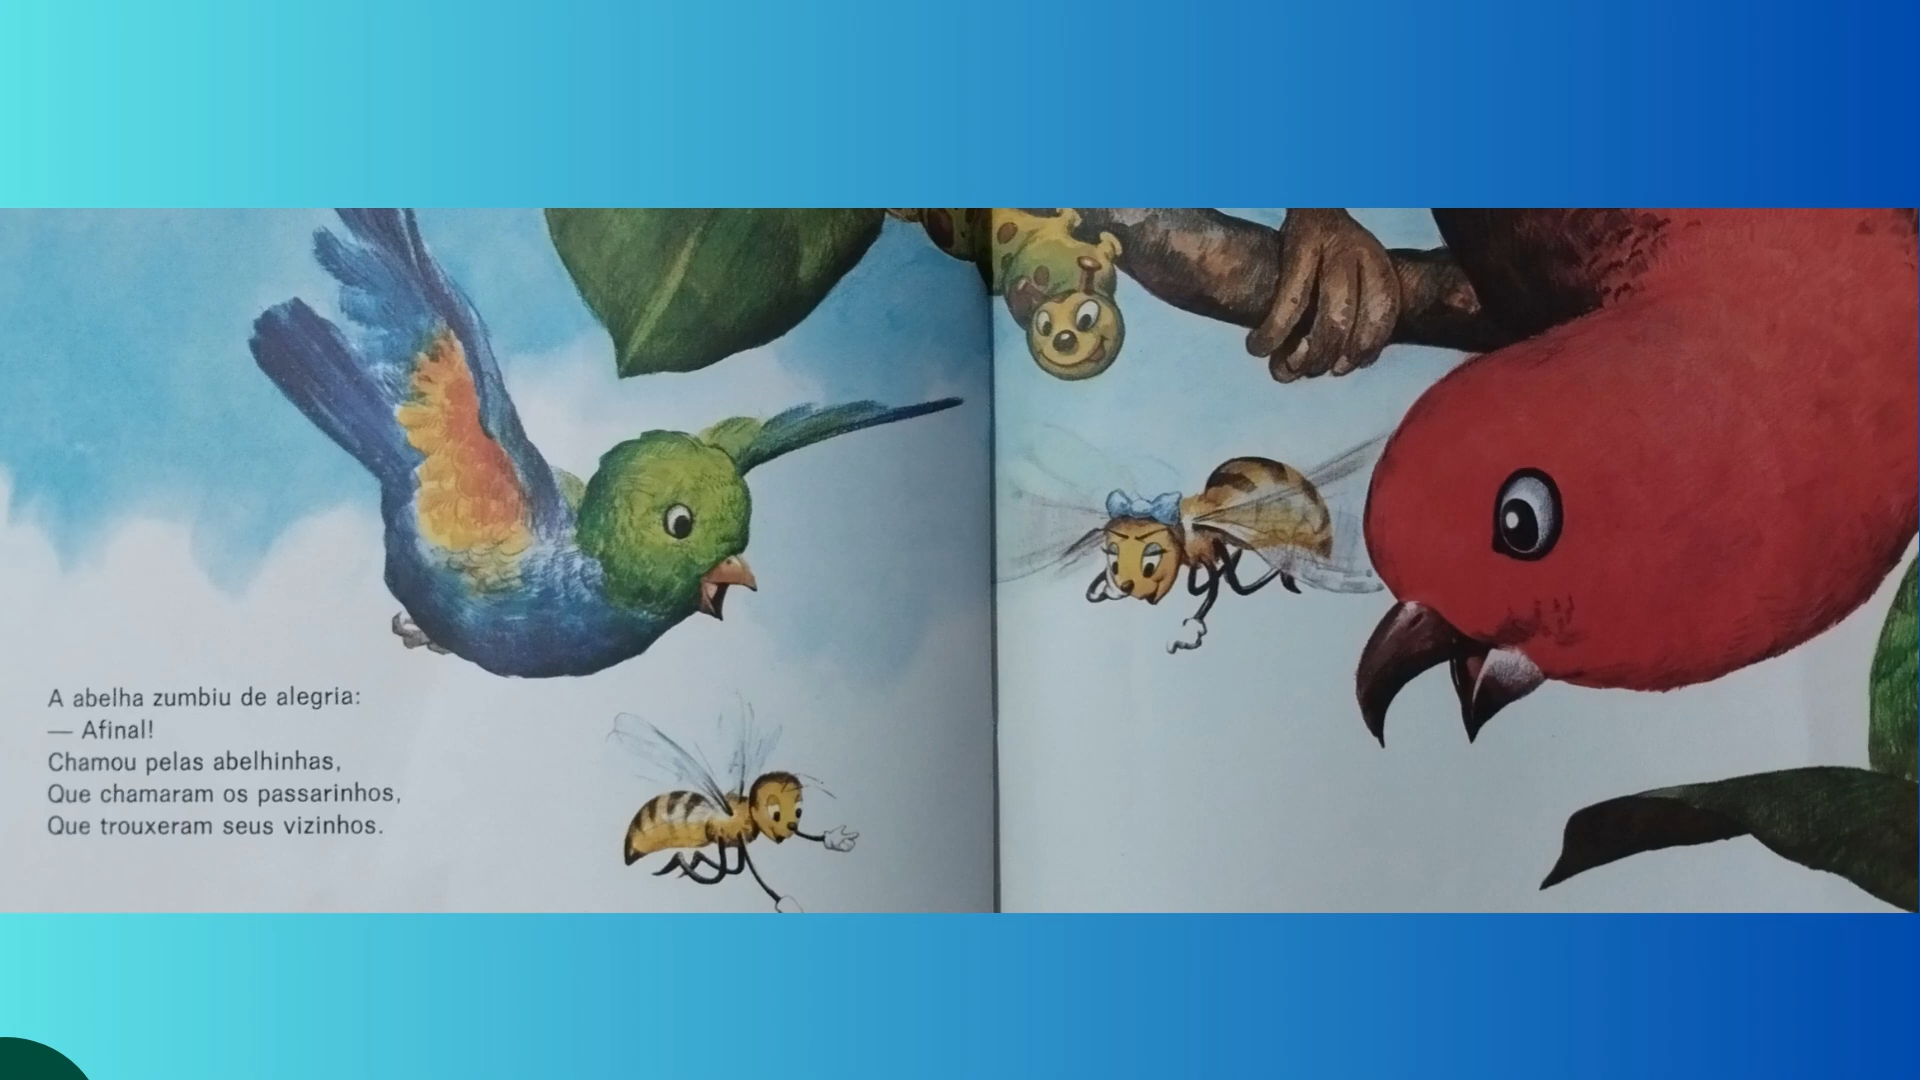 A abelha zumbiu de alegria:
— Afinal!
Chamou pelas abelhinhas,
Que chamaram os passarinhos,
Que trouxeram seus vizinhos.